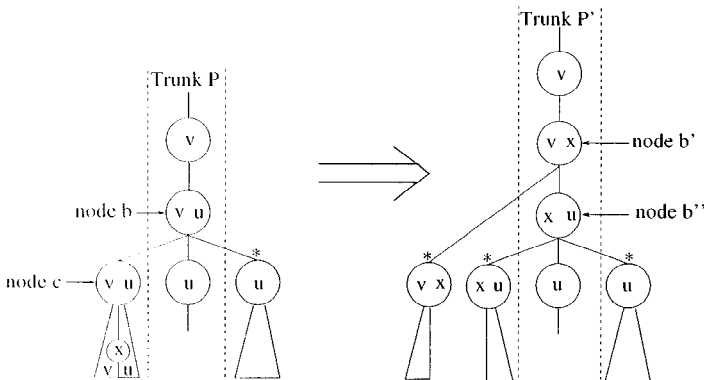 Trunk P'
Trunk P
v
v
v x
node b'
node b
v u
x u
node b''
*
*
*
*
node c
v u
u
u
v x
x u
u
u
x
v u